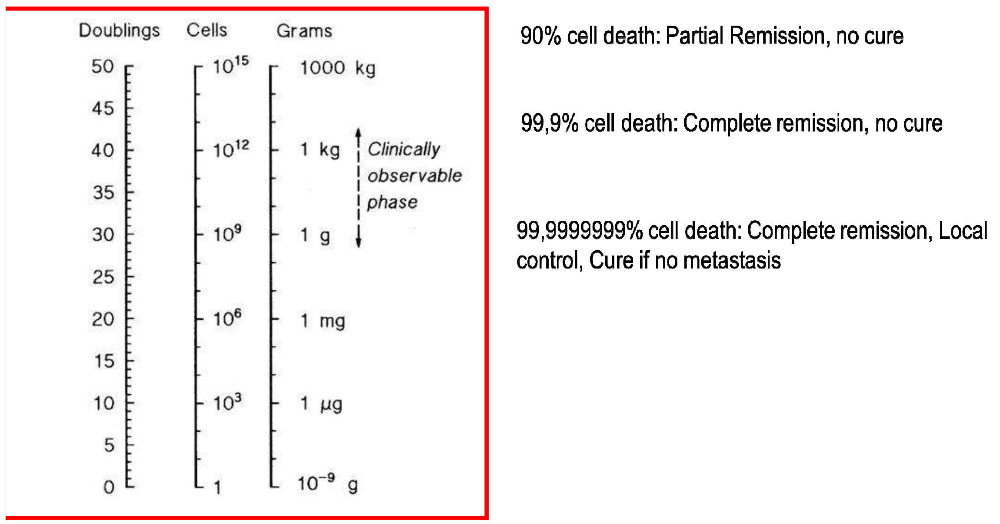 Doublings Cells Grams
50 10¹⁵ 1000 kg
45
40 10¹² 1 kg
35
30 10⁹ 1 g
25
20 10⁶ 1 mg
15
10 10³ 1 µg
5
0 1 10⁻⁹ g
Clinically
observable
phase
90% cell death: Partial Remission, no cure
99,9% cell death: Complete remission, no cure
99,9999999% cell death: Complete remission, Local
control, Cure if no metastasis